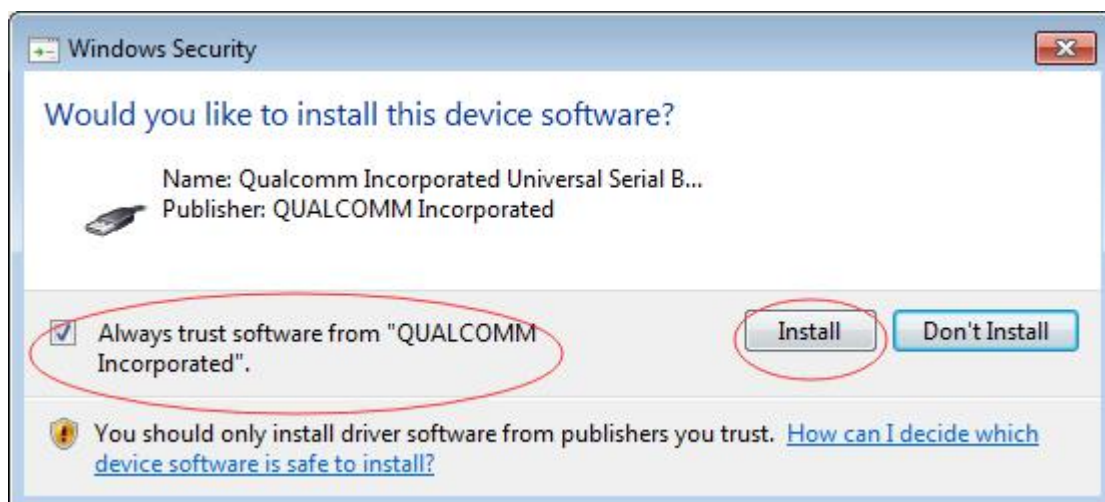 Windows Security
Would you like to install this device software?
Name: Qualcomm Incorporated Universal Serial B...
Publisher: QUALCOMM Incorporated
Always trust software from "QUALCOMM
Incorporated".
Install
Don't Install
You should only install driver software from publishers you trust. How can I decide which
device software is safe to install?